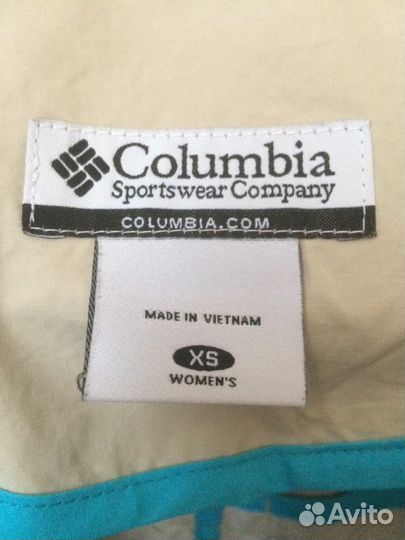 Columbia
Sportswear Company
COLUMBIA.COM
MADE IN VIETNAM
XS
WOMEN'S
Avito